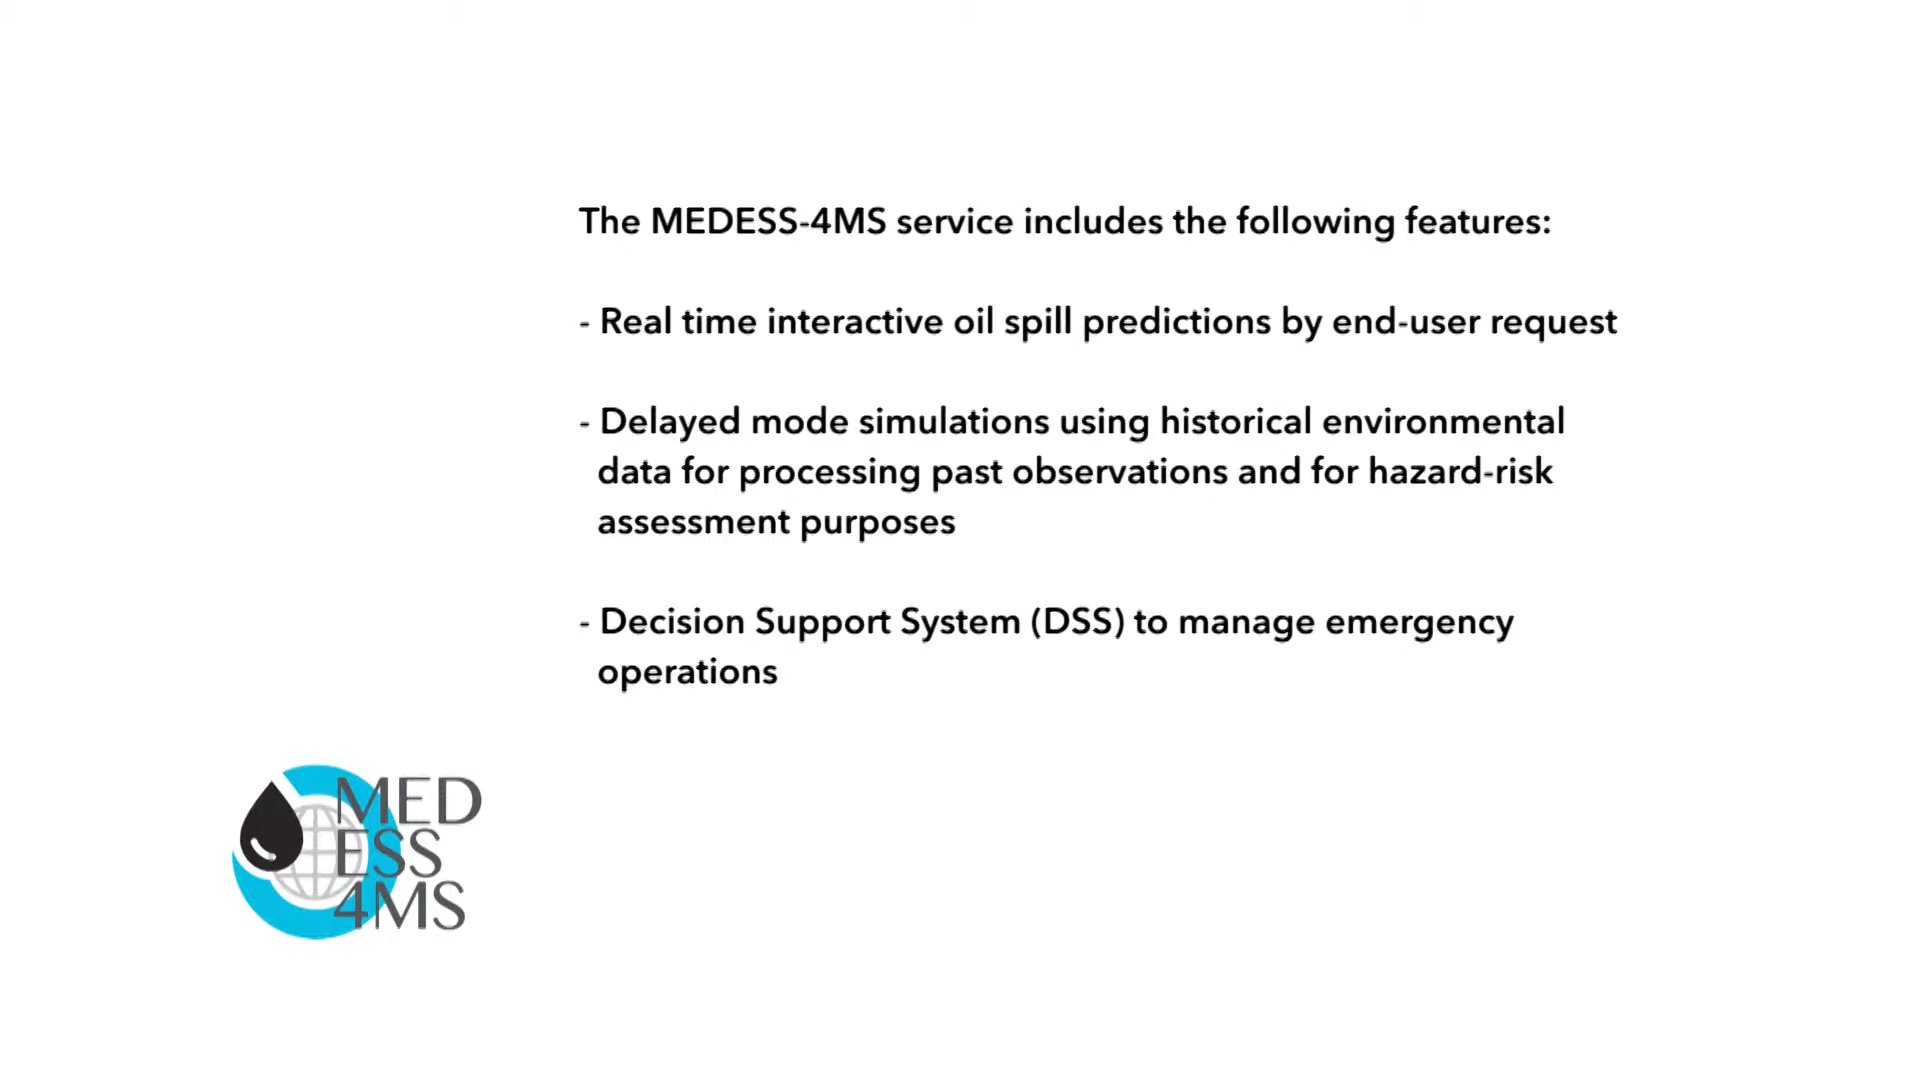 The MEDESS-4MS service includes the following features:
- Real time interactive oil spill predictions by end-user request
- Delayed mode simulations using historical environmental
data for processing past observations and for hazard-risk
assessment purposes
- Decision Support System (DSS) to manage emergency
operations
MED
ESS
4MS